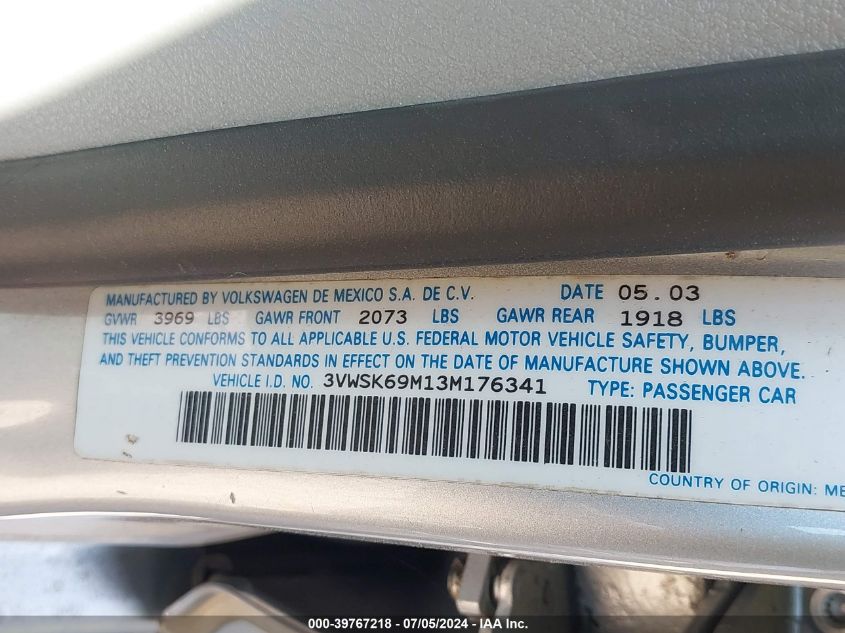 MANUFACTURED BY VOLKSWAGEN DE MEXICO S.A. DE C.V. DATE 05.03
GVWR 3969 LBS GAWR FRONT 2073 LBS GAWR REAR 1918 LBS
THIS VEHICLE CONFORMS TO ALL APPLICABLE U.S. FEDERAL MOTOR VEHICLE SAFETY, BUMPER,
AND THEFT PREVENTION STANDARDS IN EFFECT ON THE DATE OF MANUFACTURE SHOWN ABOVE.
VEHICLE I.D. NO. 3VWSK69M13M176341 TYPE: PASSENGER CAR
COUNTRY OF ORIGIN:
000-39767218 - 07/05/2024 - IAA Inc.